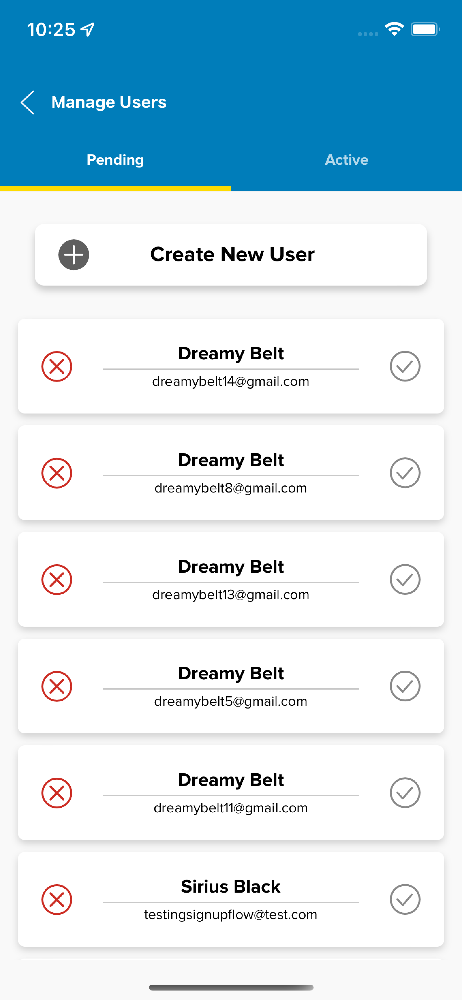 10:25
Manage Users
Pending
Active
Create New User
Dreamy Belt
dreamybelt14@gmail.com
Dreamy Belt
dreamybelt8@gmail.com
Dreamy Belt
dreamybelt13@gmail.com
Dreamy Belt
dreamybelt5@gmail.com
Dreamy Belt
dreamybelt11@gmail.com
Sirius Black
testingsignupflow@test.com